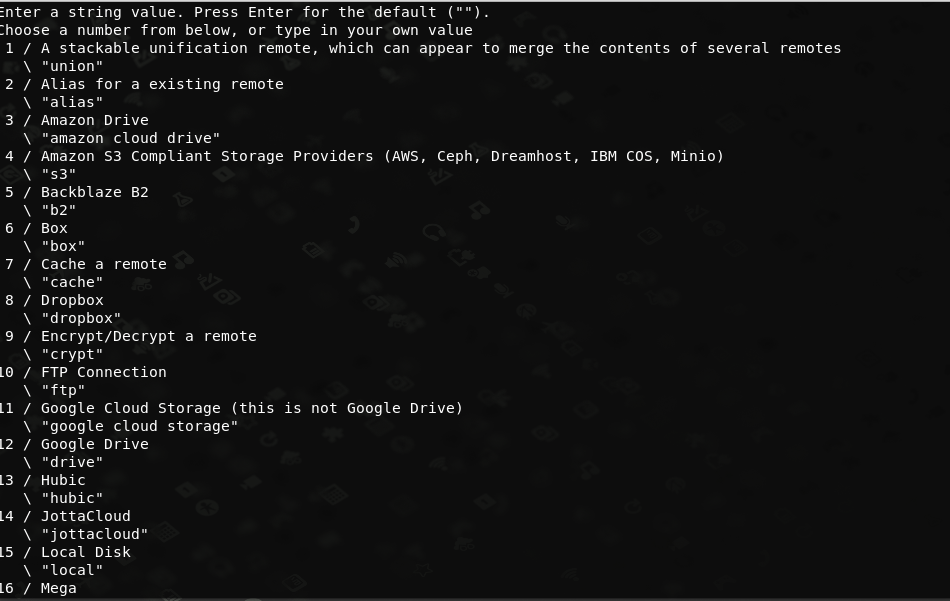 Enter a string value. Press Enter for the default ("").
Choose a number from below, or type in your own value
 1 / A stackable unification remote, which can appear to merge the contents of several remotes
   \ "union"
 2 / Alias for a existing remote
   \ "alias"
 3 / Amazon Drive
   \ "amazon cloud drive"
 4 / Amazon S3 Compliant Storage Providers (AWS, Ceph, Dreamhost, IBM COS, Minio)
   \ "s3"
 5 / Backblaze B2
   \ "b2"
 6 / Box
   \ "box"
 7 / Cache a remote
   \ "cache"
 8 / Dropbox
   \ "dropbox"
 9 / Encrypt/Decrypt a remote
   \ "crypt"
10 / FTP Connection
   \ "ftp"
11 / Google Cloud Storage (this is not Google Drive)
   \ "google cloud storage"
12 / Google Drive
   \ "drive"
13 / Hubic
   \ "hubic"
14 / JottaCloud
   \ "jottacloud"
15 / Local Disk
   \ "local"
16 / Mega